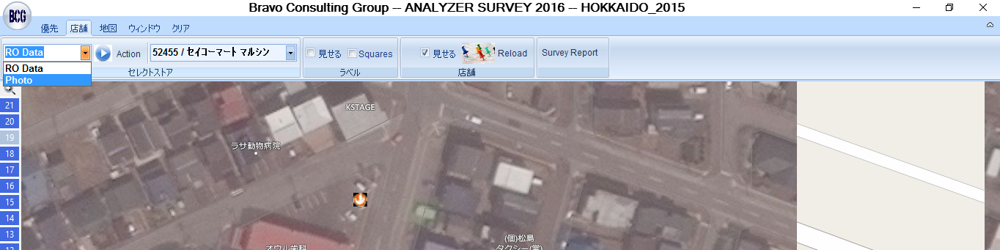 Bravo Consulting Group -- ANALYZER SURVEY 2016 -- HOKKAIDO_2015
BCG
優先 店舗 地図 ウィンドウ クリア
RO Data Action 52455 / セイコーマート マルシン 見せる Squares 見せる Reload Survey Report
RO Data
Photo
セレクトストア ラベル 店舗
21
20
19
18
17
16
15
14
13
12
KSTAGE
ラサ動物病院
オウル歯科
(個)松島
タクシー(営)